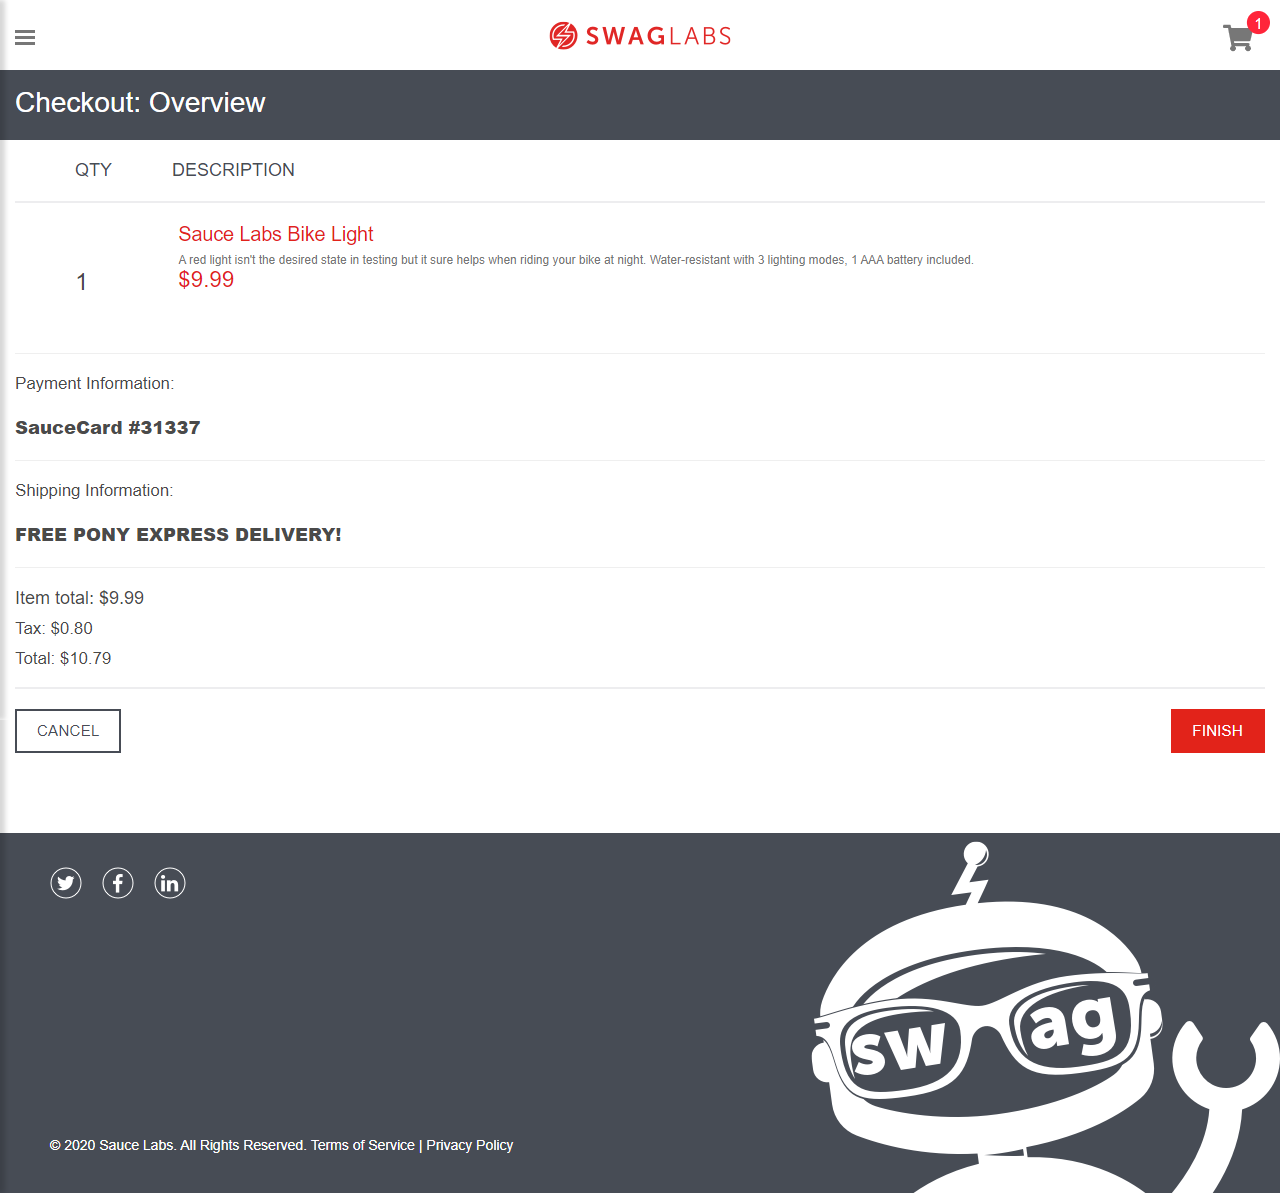 SWAGLABS
1
Checkout: Overview
QTY DESCRIPTION
Sauce Labs Bike Light
A red light isn't the desired state in testing but it sure helps when riding your bike at night. Water-resistant with 3 lighting modes, 1 AAA battery included.
1 $9.99
Payment Information:
SauceCard #31337
Shipping Information:
FREE PONY EXPRESS DELIVERY!
Item total: $9.99
Tax: $0.80
Total: $10.79
CANCEL FINISH
swag
© 2020 Sauce Labs. All Rights Reserved. Terms of Service | Privacy Policy